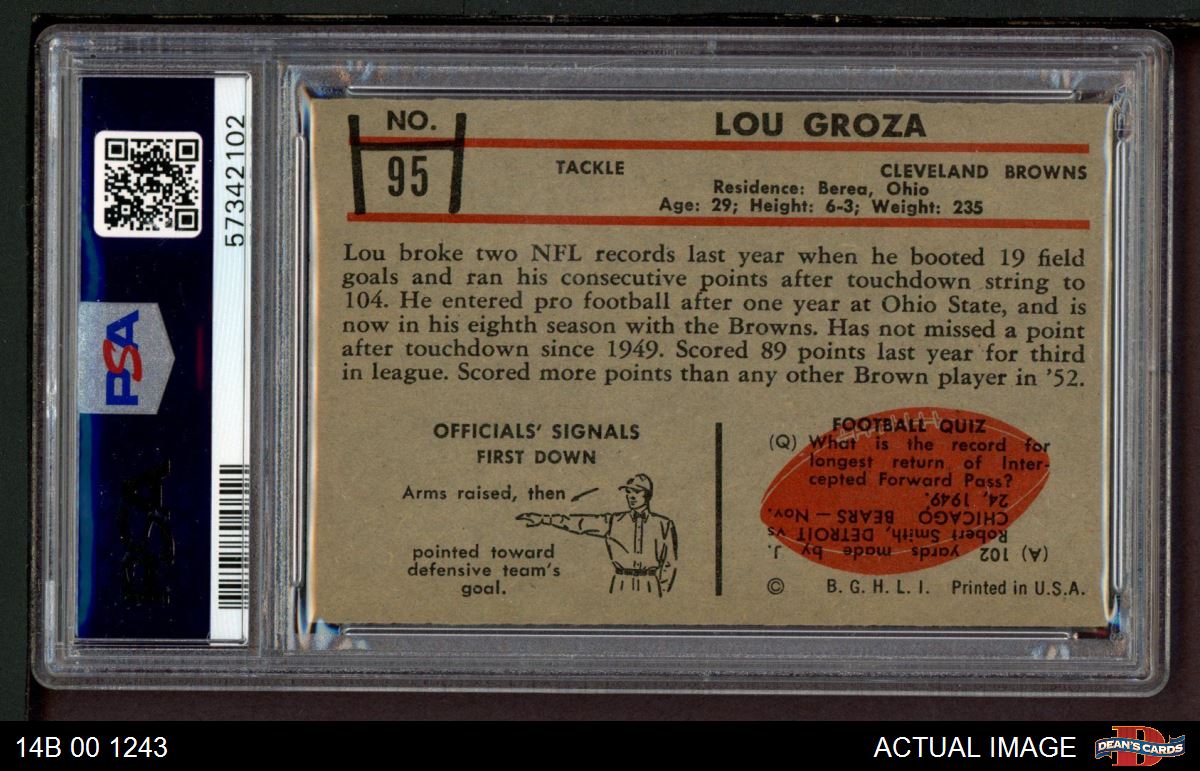 57342102
PSA
PSA
NO.
95
LOU GROZA
TACKLE
CLEVELAND BROWNS
Residence: Berea, Ohio
Age: 29; Height: 6-3; Weight: 235
Lou broke two NFL records last year when he booted 19 field
goals and ran his consecutive points after touchdown string to
104. He entered pro football after one year at Ohio State, and is
now in his eighth season with the Browns. Has not missed a point
after touchdown since 1949. Scored 89 points last year for third
in league. Scored more points than any other Brown player in '52.
OFFICIALS' SIGNALS
FIRST DOWN
Arms raised, then
pointed toward
defensive team's
goal.
FOOTBALL QUIZ
(Q) What is the record for
longest return of Inter-
cepted Forward Pass?
(A) 102 yards made by J.
Robert Smith, DETROIT vs
CHICAGO BEARS — Nov.
24, 1949.
© B. G. H. L. I. Printed in U.S.A.
14B 00 1243
ACTUAL IMAGE
DEAN'S CARDS